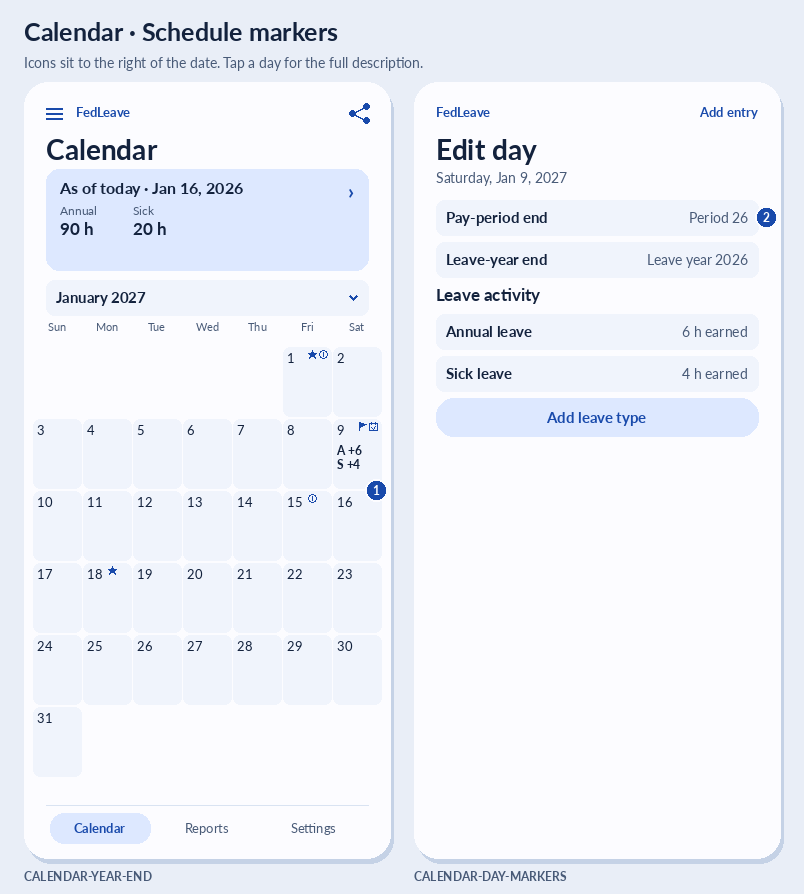 Calendar · Schedule markers
Icons sit to the right of the date. Tap a day for the full description.
FedLeave
Calendar
As of today · Jan 16, 2026
Annual Sick
90 h 20 h
January 2027
Sun Mon Tue Wed Thu Fri Sat
1 2
3 4 5 6 7 8 9
A +6
S +4
1
10 11 12 13 14 15 16
17 18 19 20 21 22 23
24 25 26 27 28 29 30
31
Calendar Reports Settings
CALENDAR-YEAR-END
FedLeave Add entry
Edit day
Saturday, Jan 9, 2027
Pay-period end Period 26 2
Leave-year end Leave year 2026
Leave activity
Annual leave 6 h earned
Sick leave 4 h earned
Add leave type
CALENDAR-DAY-MARKERS